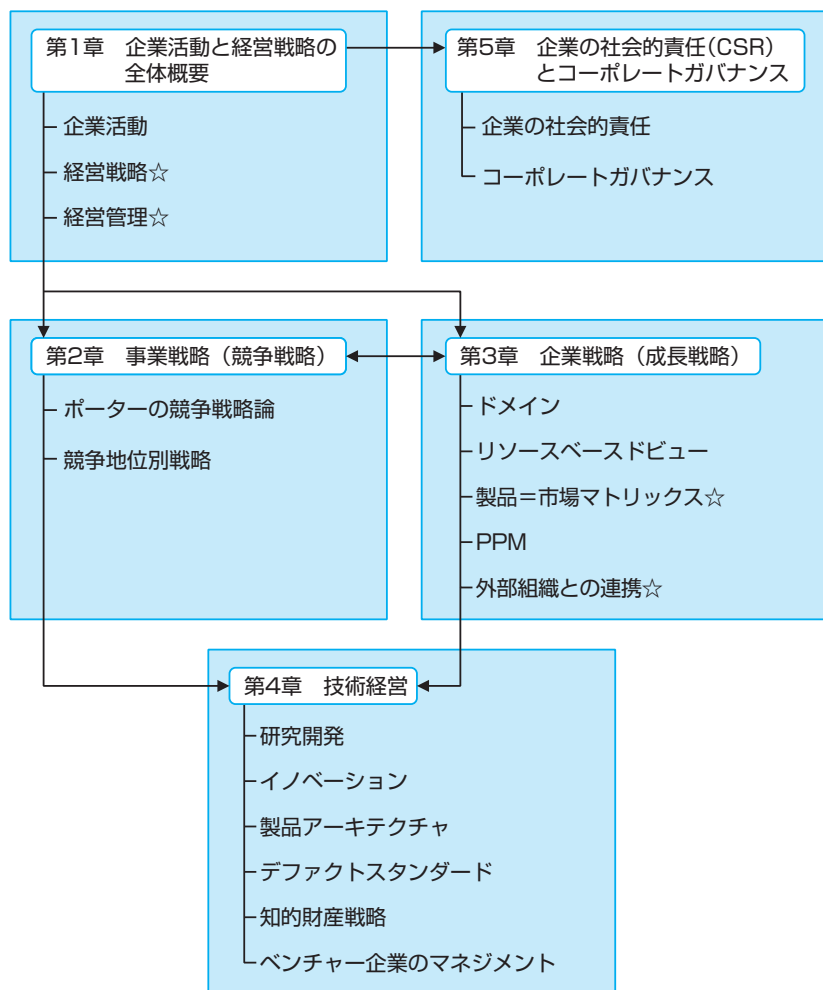 第1章　企業活動と経営戦略の
全体概要
企業活動
経営戦略☆
経営管理☆
第5章　企業の社会的責任(CSR)
とコーポレートガバナンス
企業の社会的責任
コーポレートガバナンス
第2章　事業戦略（競争戦略）
ポーターの競争戦略論
競争地位別戦略
第3章　企業戦略（成長戦略）
ドメイン
リソースベースドビュー
製品＝市場マトリックス☆
PPM
外部組織との連携☆
第4章　技術経営
研究開発
イノベーション
製品アーキテクチャ
デファクトスタンダード
知的財産戦略
ベンチャー企業のマネジメント